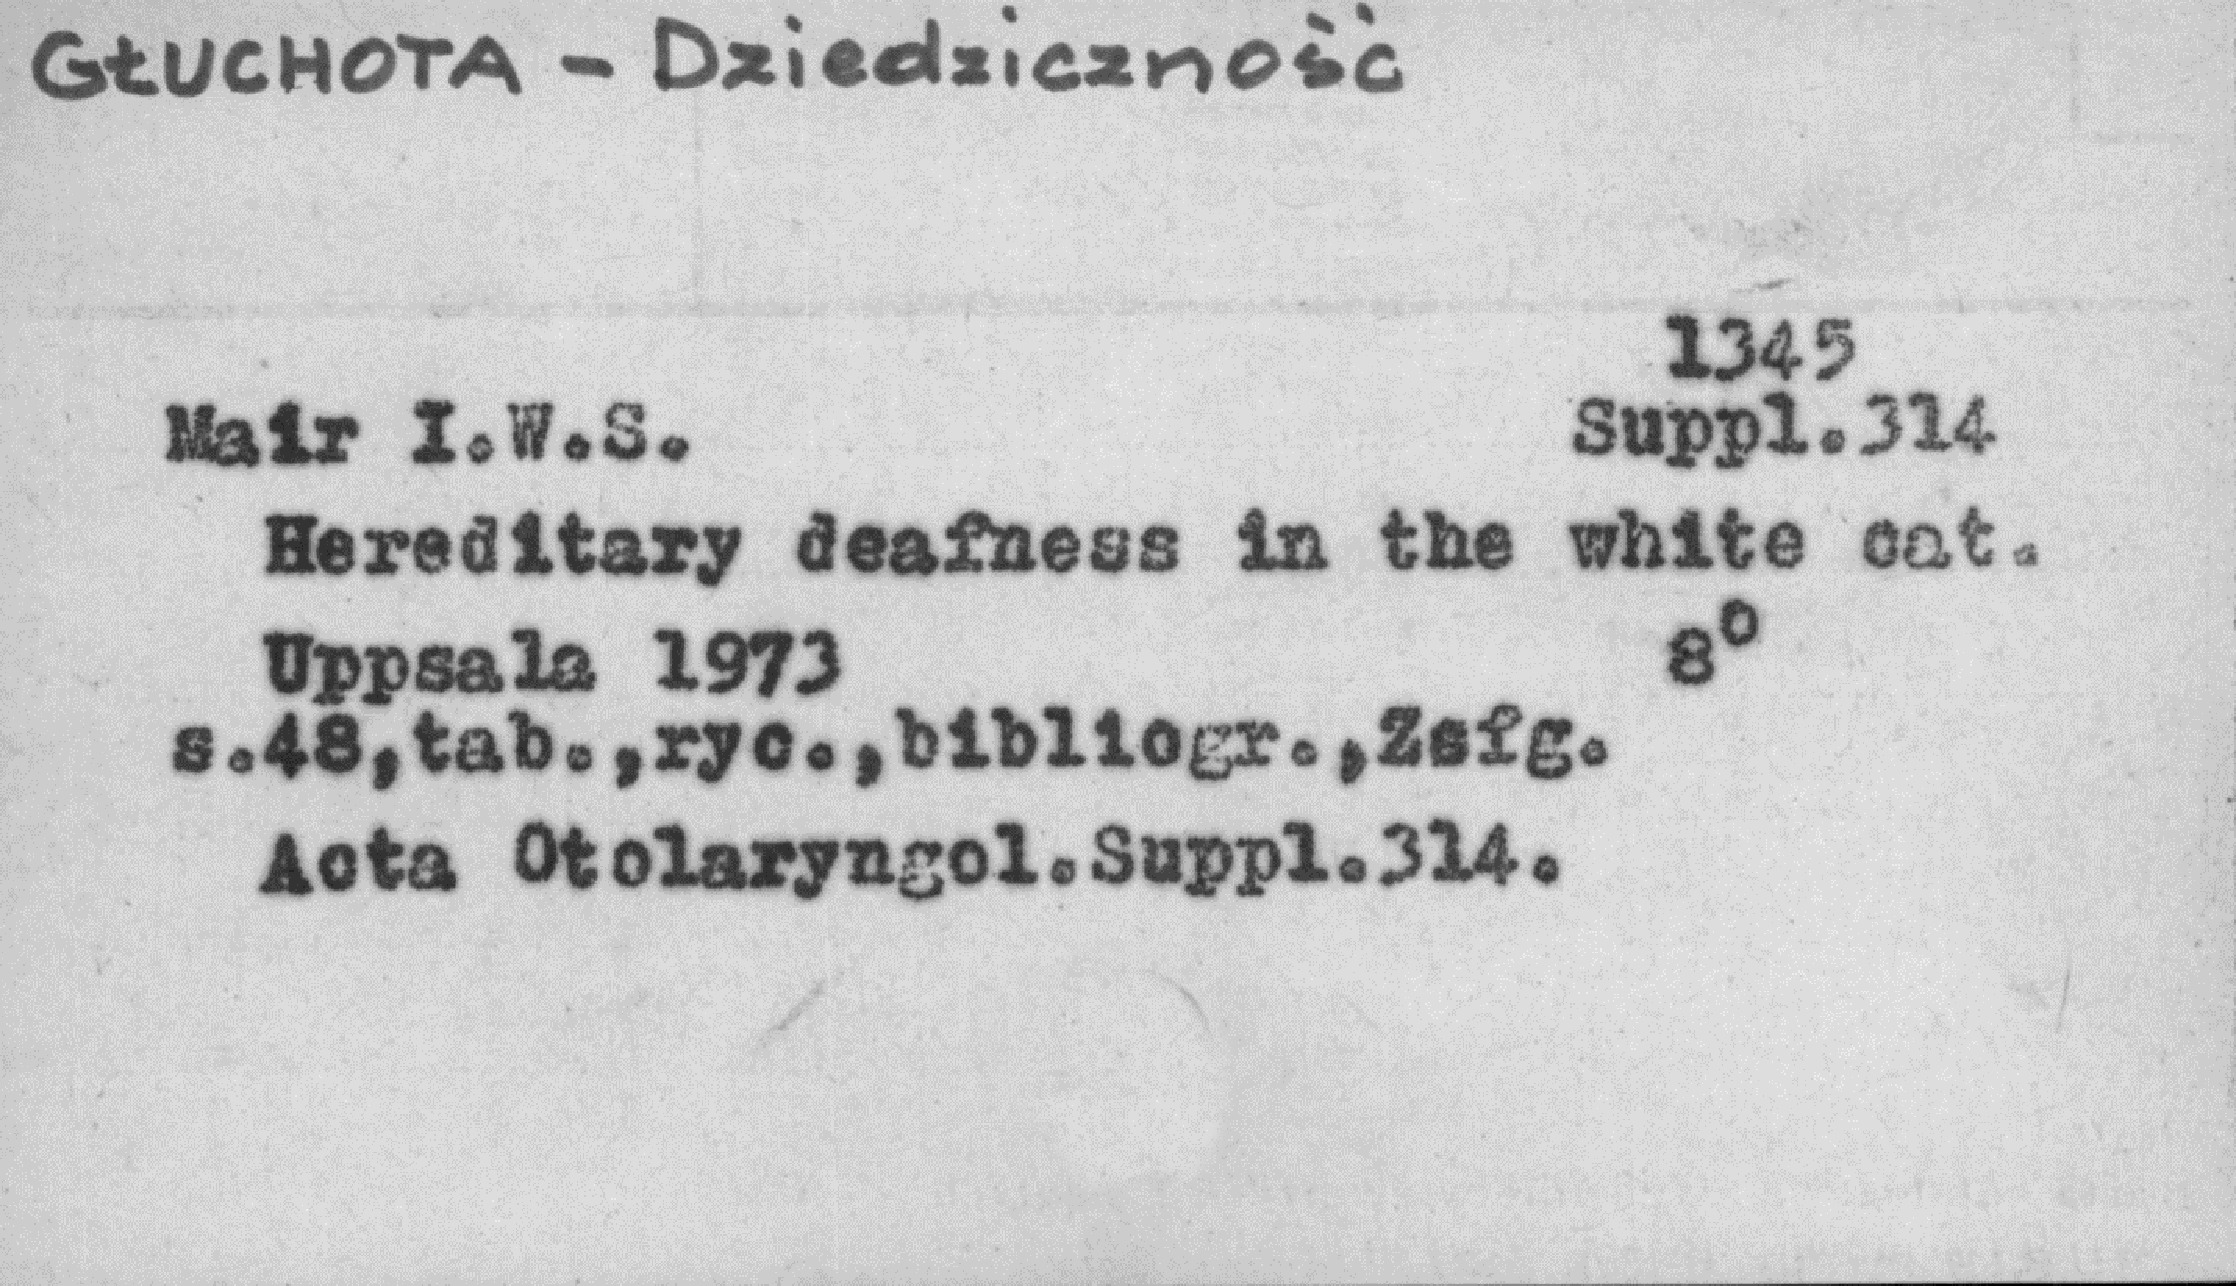 GŁUCHOTA - Dziedziczność
1345
Mair I.W.S. Suppl.314
Hereditary deafness in the white cat.
Uppsala 1973 8°
s.48,tab.,ryc.,bibliogr.,Zsfg.
Acta Otolaryngol.Suppl.314.